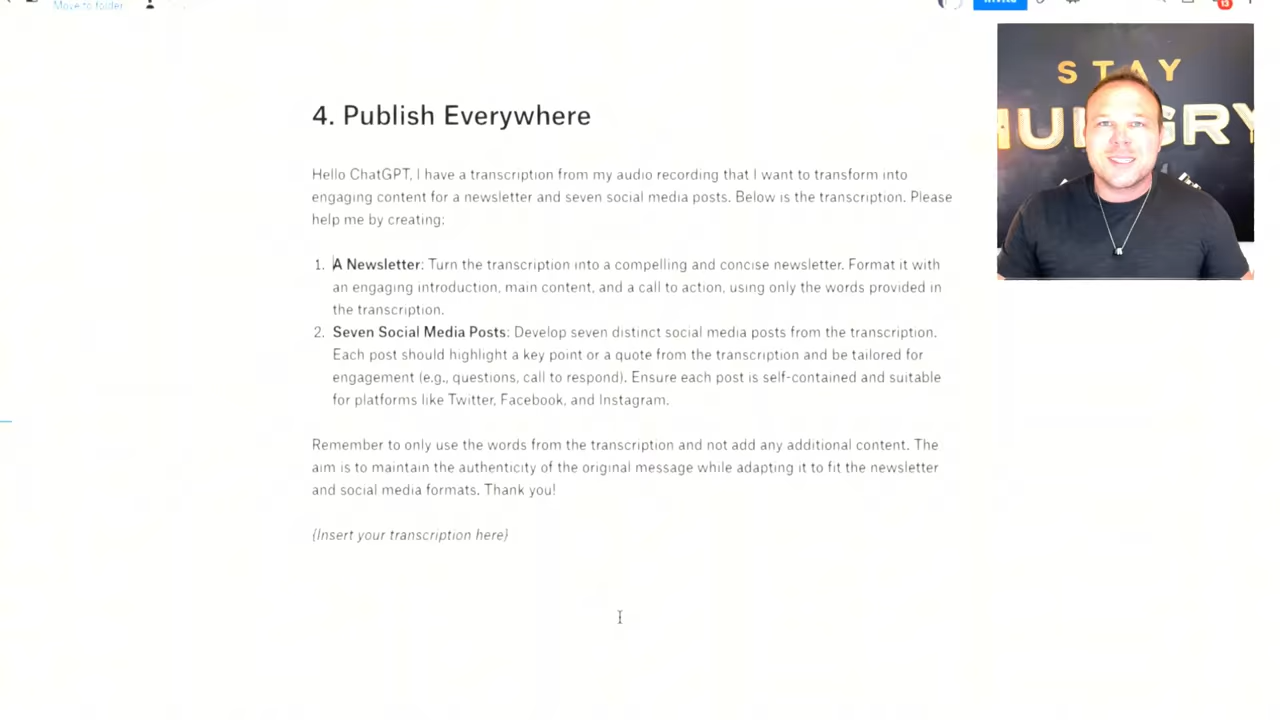 Move to folder
INVITE
13
STAY
HUNGRY
4. Publish Everywhere
Hello ChatGPT, I have a transcription from my audio recording that I want to transform into
engaging content for a newsletter and seven social media posts. Below is the transcription. Please
help me by creating:
1. A Newsletter: Turn the transcription into a compelling and concise newsletter. Format it with
an engaging introduction, main content, and a call to action, using only the words provided in
the transcription.
2. Seven Social Media Posts: Develop seven distinct social media posts from the transcription.
Each post should highlight a key point or a quote from the transcription and be tailored for
engagement (e.g., questions, call to respond). Ensure each post is self-contained and suitable
for platforms like Twitter, Facebook, and Instagram.
Remember to only use the words from the transcription and not add any additional content. The
aim is to maintain the authenticity of the original message while adapting it to fit the newsletter
and social media formats. Thank you!
{Insert your transcription here}